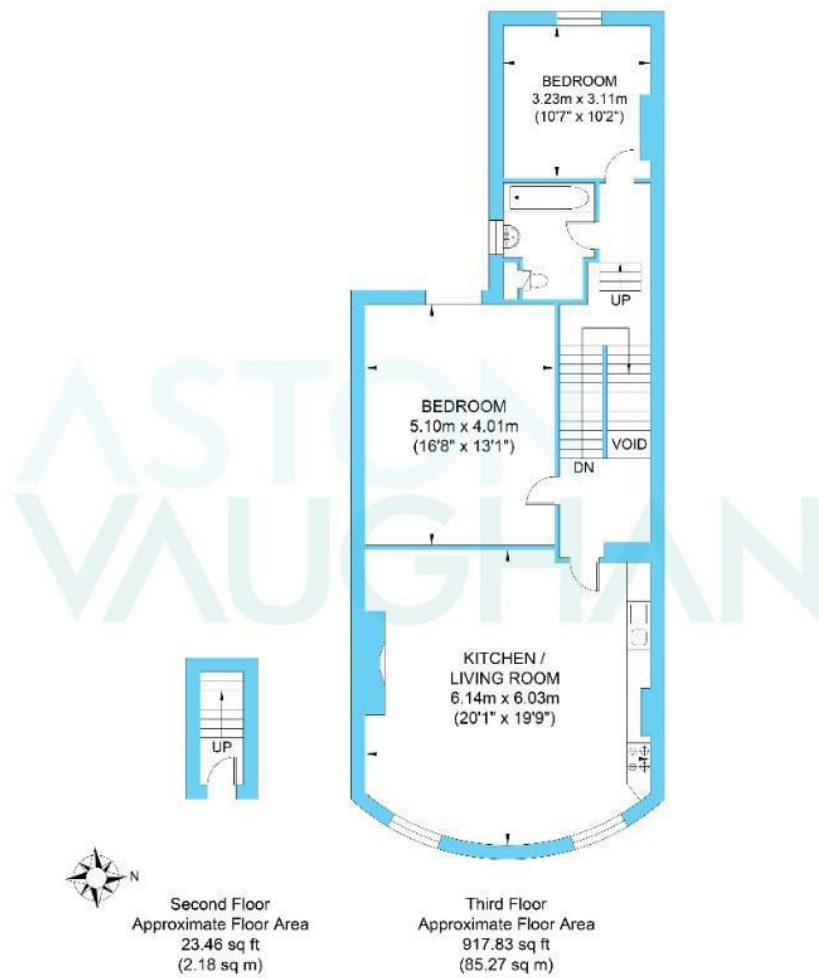 BEDROOM
3.23m x 3.11m
(10'7" x 10'2")
UP
BEDROOM
5.10m x 4.01m
(16'8" x 13'1")
VOID
DN
ASTON
VAUGHAN
KITCHEN /
LIVING ROOM
6.14m x 6.03m
(20'1" x 19'9")
UP
N
Second Floor
Approximate Floor Area
23.46 sq ft
(2.18 sq m)
Third Floor
Approximate Floor Area
917.83 sq ft
(85.27 sq m)